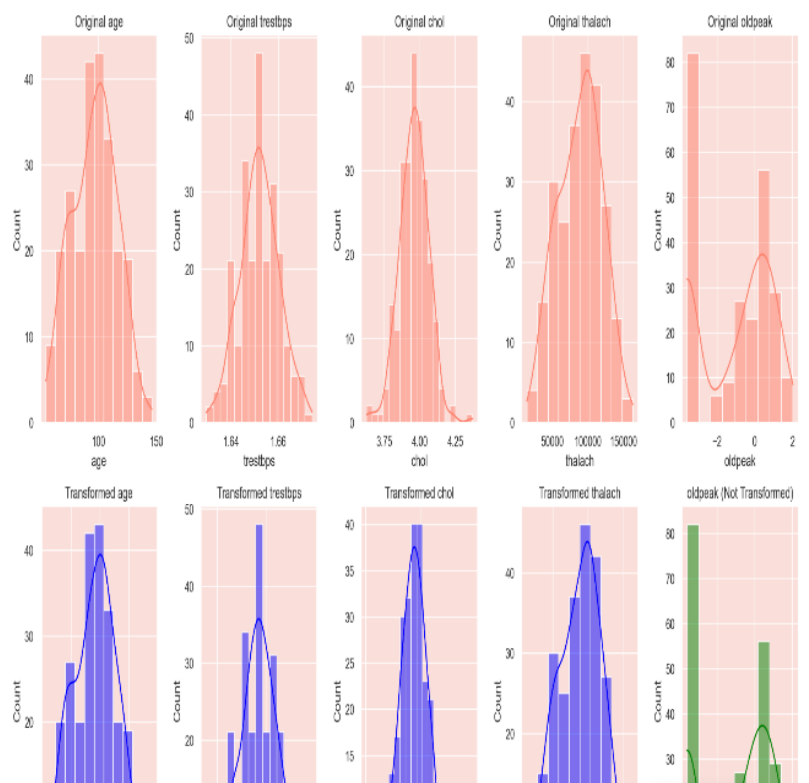 Original age
Original trestbps
Original chol
Original thalach
Original oldpeak
Count
40
30
20
10
0
100
150
age
Count
50
40
30
20
10
0
1.64
1.66
trestbps
Count
40
30
20
10
0
3.75
4.00
4.25
chol
Count
40
30
20
10
0
50000
100000
150000
thalach
Count
80
70
60
50
40
30
20
10
0
−2
0
2
oldpeak
Transformed age
Transformed trestbps
Transformed chol
Transformed thalach
oldpeak (Not Transformed)
Count
40
30
20
Count
50
40
30
20
Count
40
35
30
25
20
15
Count
40
30
20
Count
80
70
60
50
40
30